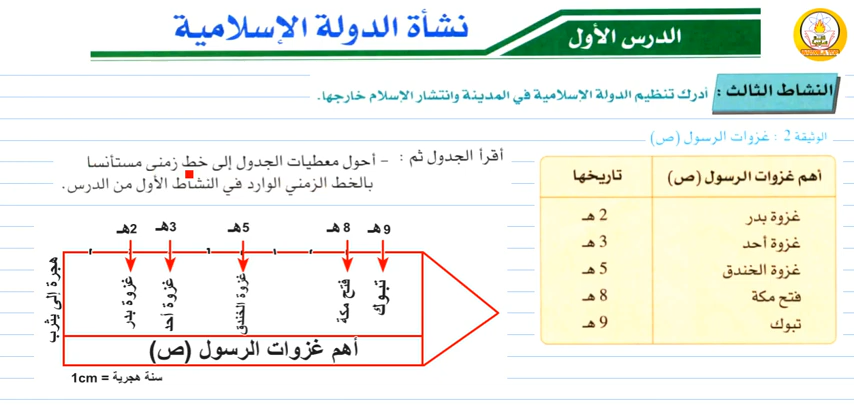 الدرس الأول
نشأة الدولة الإسلامية
النشاط الثالث : أدرك تنظيم الدولة الإسلامية في المدينة وانتشار الإسلام خارجها.
الوثيقة 2 : غزوات الرسول (ص)
أهم غزوات الرسول (ص) تاريخها
غزوة بدر 2 هـ
غزوة أحد 3 هـ
غزوة الخندق 5 هـ
فتح مكة 8 هـ
تبوك 9 هـ
أقرأ الجدول ثم : - أحول معطيات الجدول إلى خط زمني مستأنسا
بالخط الزمني الوارد في النشاط الأول من الدرس.
2هـ 3هـ 5هـ 8 هـ 9 هـ
هجرة إلى يثرب
غزوة بدر
غزوة أحد
غزوة الخندق
فتح مكة
تبوك
أهم غزوات الرسول (ص)
1cm = سنة هجرية